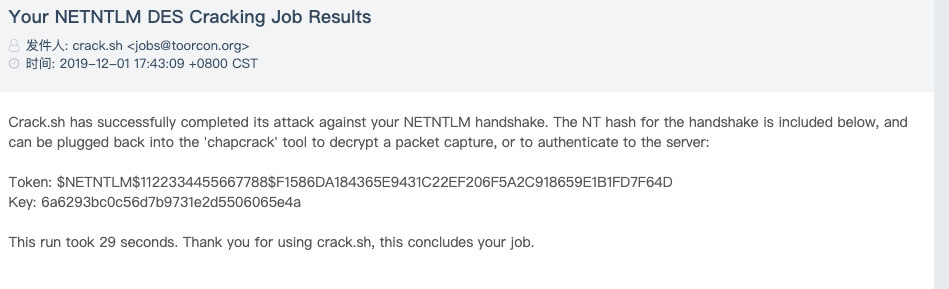 Your NETNTLM DES Cracking Job Results
发件人: crack.sh <jobs@toorcon.org>
时间: 2019-12-01 17:43:09 +0800 CST
Crack.sh has successfully completed its attack against your NETNTLM handshake. The NT hash for the handshake is included below, and
can be plugged back into the 'chapcrack' tool to decrypt a packet capture, or to authenticate to the server:
Token: $NETNTLM$1122334455667788$F1586DA184365E9431C22EF206F5A2C918659E1B1FD7F64D
Key: 6a6293bc0c56d7b9731e2d5506065e4a
This run took 29 seconds. Thank you for using crack.sh, this concludes your job.